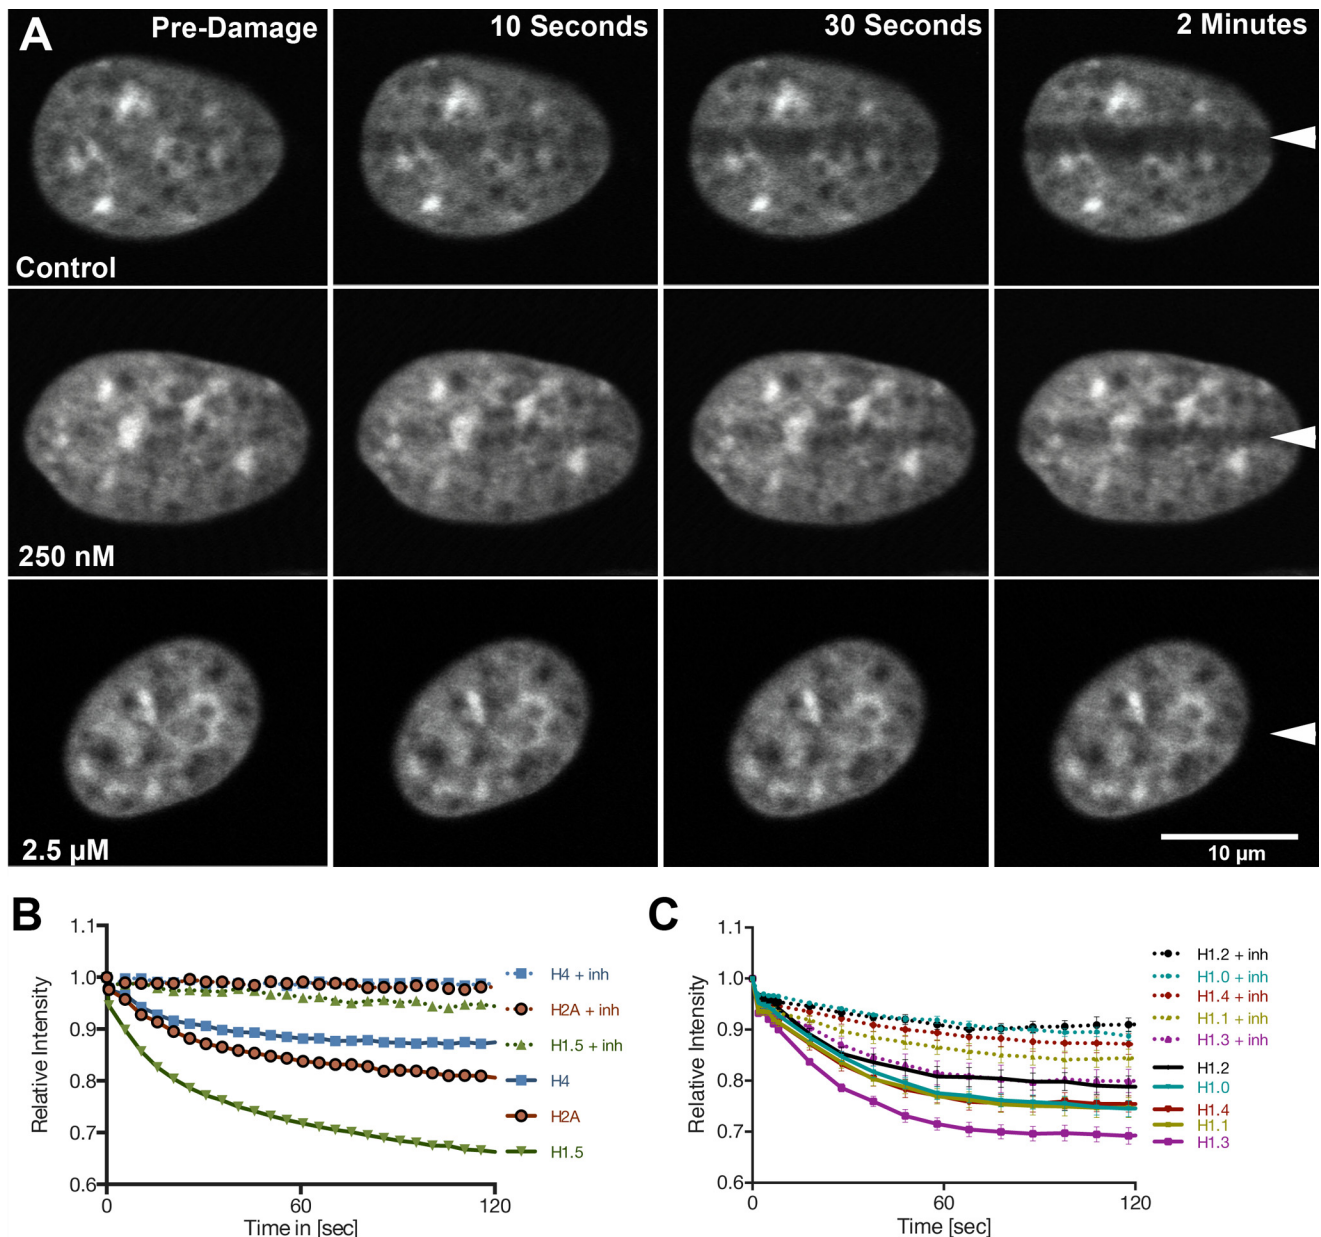 A
Pre-Damage
10 Seconds
30 Seconds
2 Minutes
Control
250 nM
2.5 µM
10 µm
B
1.1
1.0
0.9
0.8
0.7
0.6
Relative Intensity
0
60
120
Time in [sec]
H4 + inh
H2A + inh
H1.5 + inh
H4
H2A
H1.5
C
1.1
1.0
0.9
0.8
0.7
0.6
Relative Intensity
0
60
120
Time [sec]
H1.2 + inh
H1.0 + inh
H1.4 + inh
H1.1 + inh
H1.3 + inh
H1.2
H1.0
H1.4
H1.1
H1.3